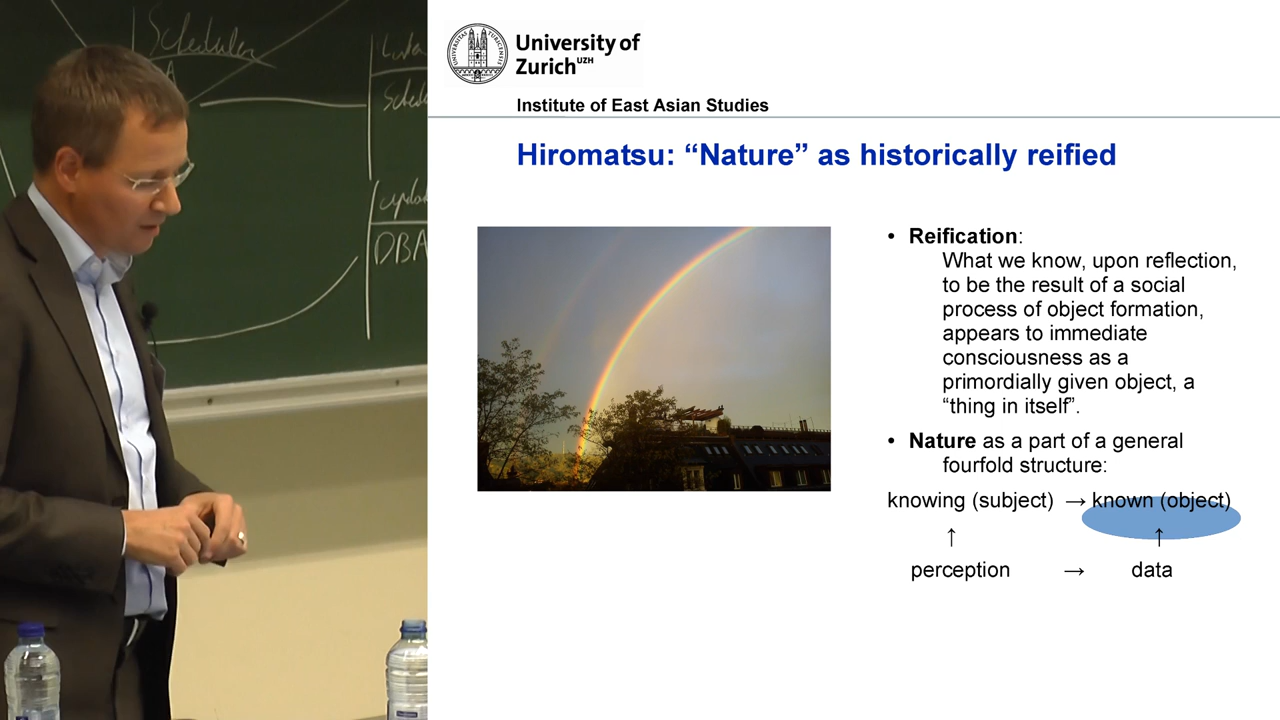 Scheduler
A
DBA
University of
Zurich UZH
Institute of East Asian Studies
Hiromatsu: “Nature” as historically reified
• Reification:
What we know, upon reflection,
to be the result of a social
process of object formation,
appears to immediate
consciousness as a
primordially given object, a
“thing in itself”.
• Nature as a part of a general
fourfold structure:
knowing (subject) → known (object)
↑ ↑
perception → data